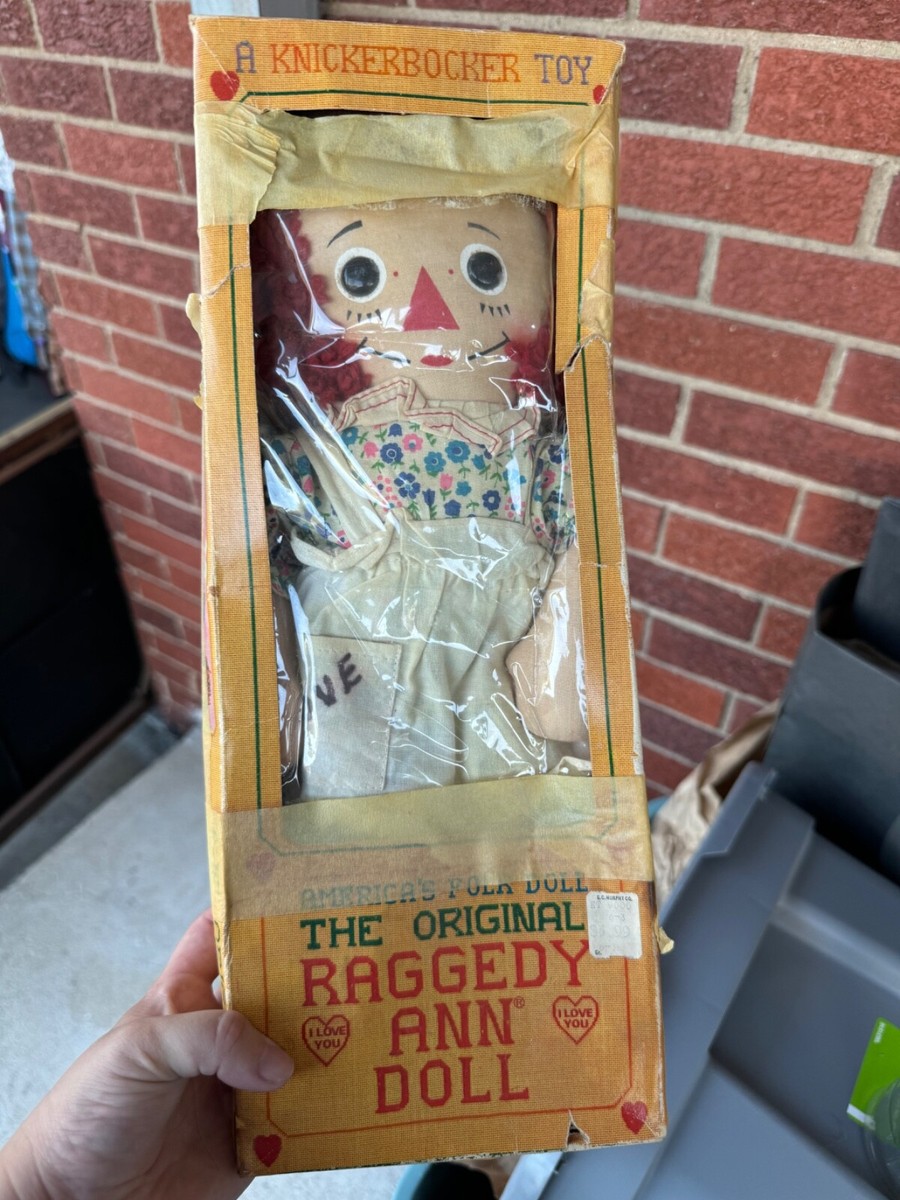 A KNICKERBOCKER TOY
VE
AMERICA'S FOLK DOLL
THE ORIGINAL
RAGGEDY
ANN®
DOLL
I LOVE
YOU
I LOVE
YOU